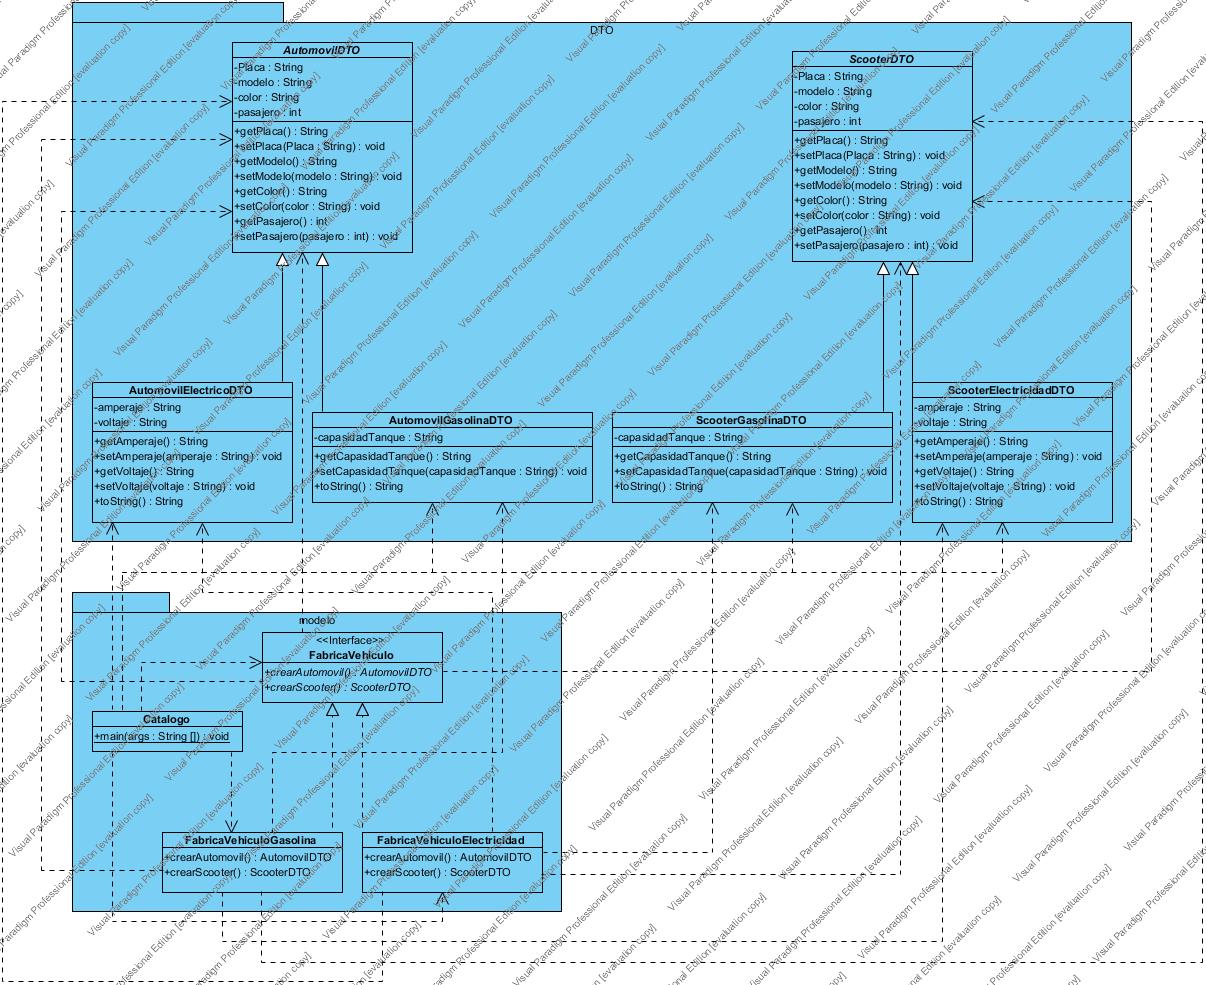 DTO
AutomovilDTO
-Placa : String
-modelo : String
-color : String
-pasajero : int
+getPlaca() : String
+setPlaca(Placa : String) : void
+getModelo() : String
+setModelo(modelo : String) : void
+getColor() : String
+setColor(color : String) : void
+getPasajero() : int
+setPasajero(pasajero : int) : void
ScooterDTO
-Placa : String
-modelo : String
-color : String
-pasajero : int
+getPlaca() : String
+setPlaca(Placa : String) : void
+getModelo() : String
+setModelo(modelo : String) : void
+getColor() : String
+setColor(color : String) : void
+getPasajero() : int
+setPasajero(pasajero : int) : void
AutomovilElectricoDTO
-amperaje : String
-voltaje : String
+getAmperaje() : String
+setAmperaje(amperaje : String) : void
+getVoltaje() : String
+setVoltaje(voltaje : String) : void
+toString() : String
AutomovilGasolinaDTO
-capasidadTanque : String
+getCapasidadTanque() : String
+setCapasidadTanque(capasidadTanque : String) : void
+toString() : String
ScooterGasolinaDTO
-capasidadTanque : String
+getCapasidadTanque() : String
+setCapasidadTanque(capasidadTanque : String) : void
+toString() : String
ScooterElectricidadDTO
-amperaje : String
-voltaje : String
+getAmperaje() : String
+setAmperaje(amperaje : String) : void
+getVoltaje() : String
+setVoltaje(voltaje : String) : void
+toString() : String
modelo
<<Interface>>
FabricaVehiculo
+crearAutomovil() : AutomovilDTO
+crearScooter() : ScooterDTO
Catalogo
+main(args : String []) : void
FabricaVehiculoGasolina
+crearAutomovil() : AutomovilDTO
+crearScooter() : ScooterDTO
FabricaVehiculoElectricidad
+crearAutomovil() : AutomovilDTO
+crearScooter() : ScooterDTO
Visual Paradigm Professional Edition [evaluation copy]